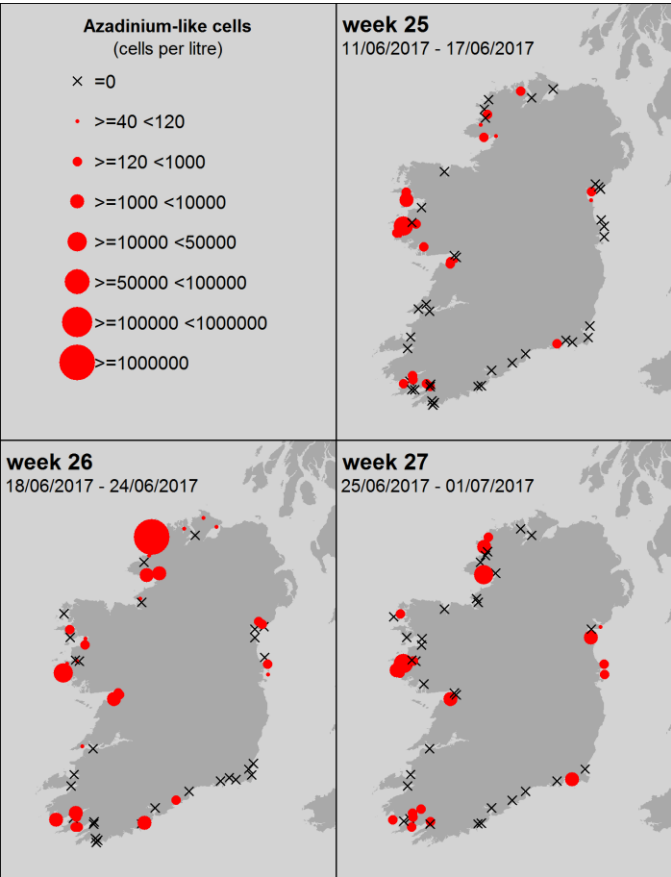 Azadinium-like cells
(cells per litre)
=0
>=40 <120
>=120 <1000
>=1000 <10000
>=10000 <50000
>=50000 <100000
>=100000 <1000000
>=1000000
week 25
11/06/2017 - 17/06/2017
week 26
18/06/2017 - 24/06/2017
week 27
25/06/2017 - 01/07/2017